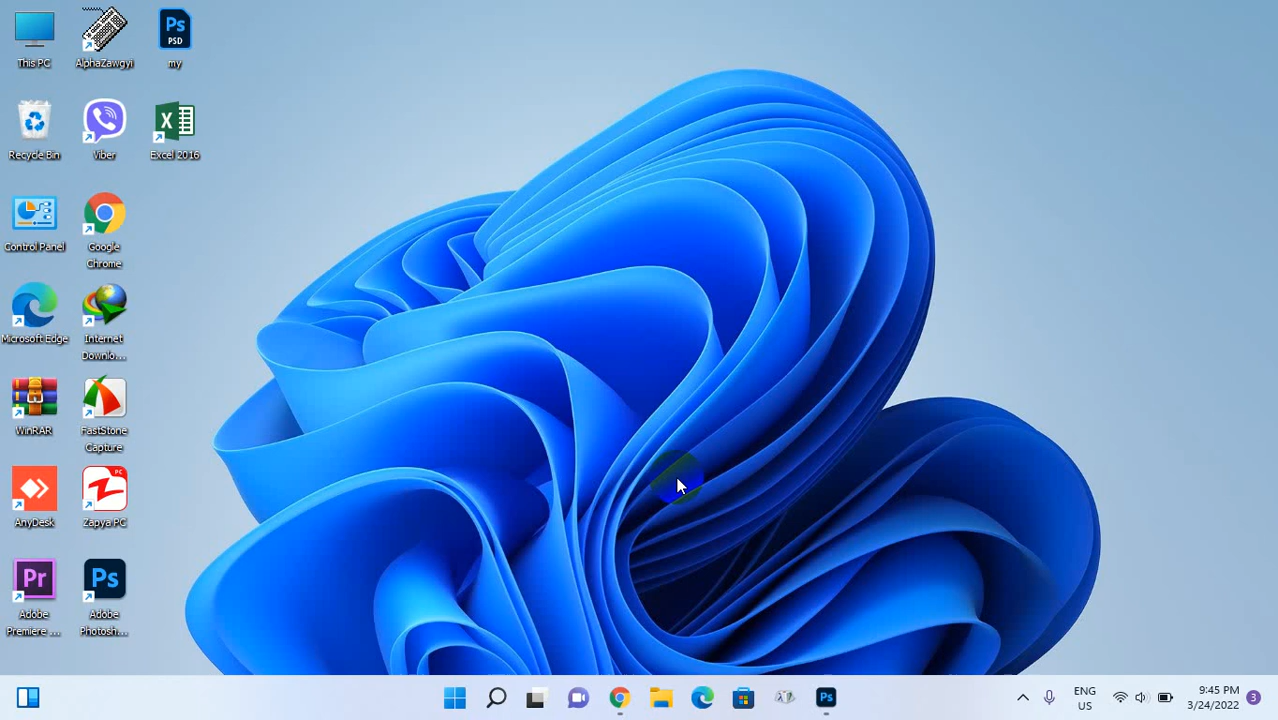 Ps
PSD
This PC
AlphaZawgyi
my
Recycle Bin
Viber
Excel 2016
Control Panel
Google
Chrome
Microsoft Edge
Internet
Downlo...
WinRAR
FastStone
Capture
PC
AnyDesk
Zapya PC
Pr
Ps
Adobe
Premiere ...
Adobe
Photosh...
Ps
ENG
US
9:45 PM
3/24/2022
3